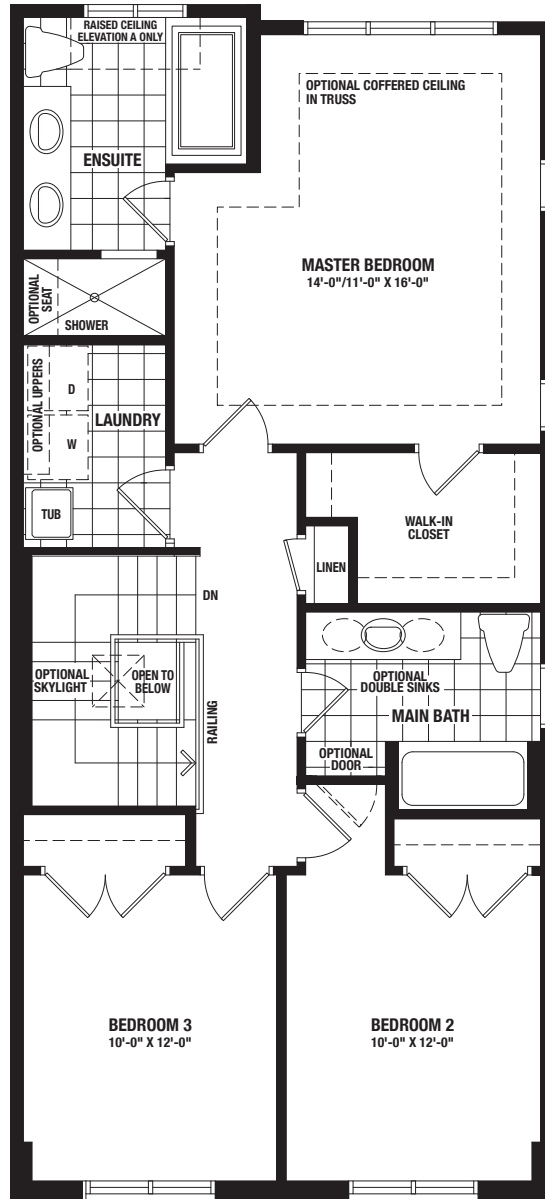 RAISED CEILING
ELEVATION A ONLY
OPTIONAL COFFERED CEILING
IN TRUSS
ENSUITE
MASTER BEDROOM
14'-0"/11'-0" X 16'-0"
OPTIONAL
SEAT
SHOWER
OPTIONAL UPPERS
D
LAUNDRY
W
TUB
WALK-IN
CLOSET
LINEN
DN
OPTIONAL
SKYLIGHT
OPEN TO
BELOW
RAILING
OPTIONAL
DOUBLE SINKS
MAIN BATH
OPTIONAL
DOOR
BEDROOM 3
10'-0" X 12'-0"
BEDROOM 2
10'-0" X 12'-0"